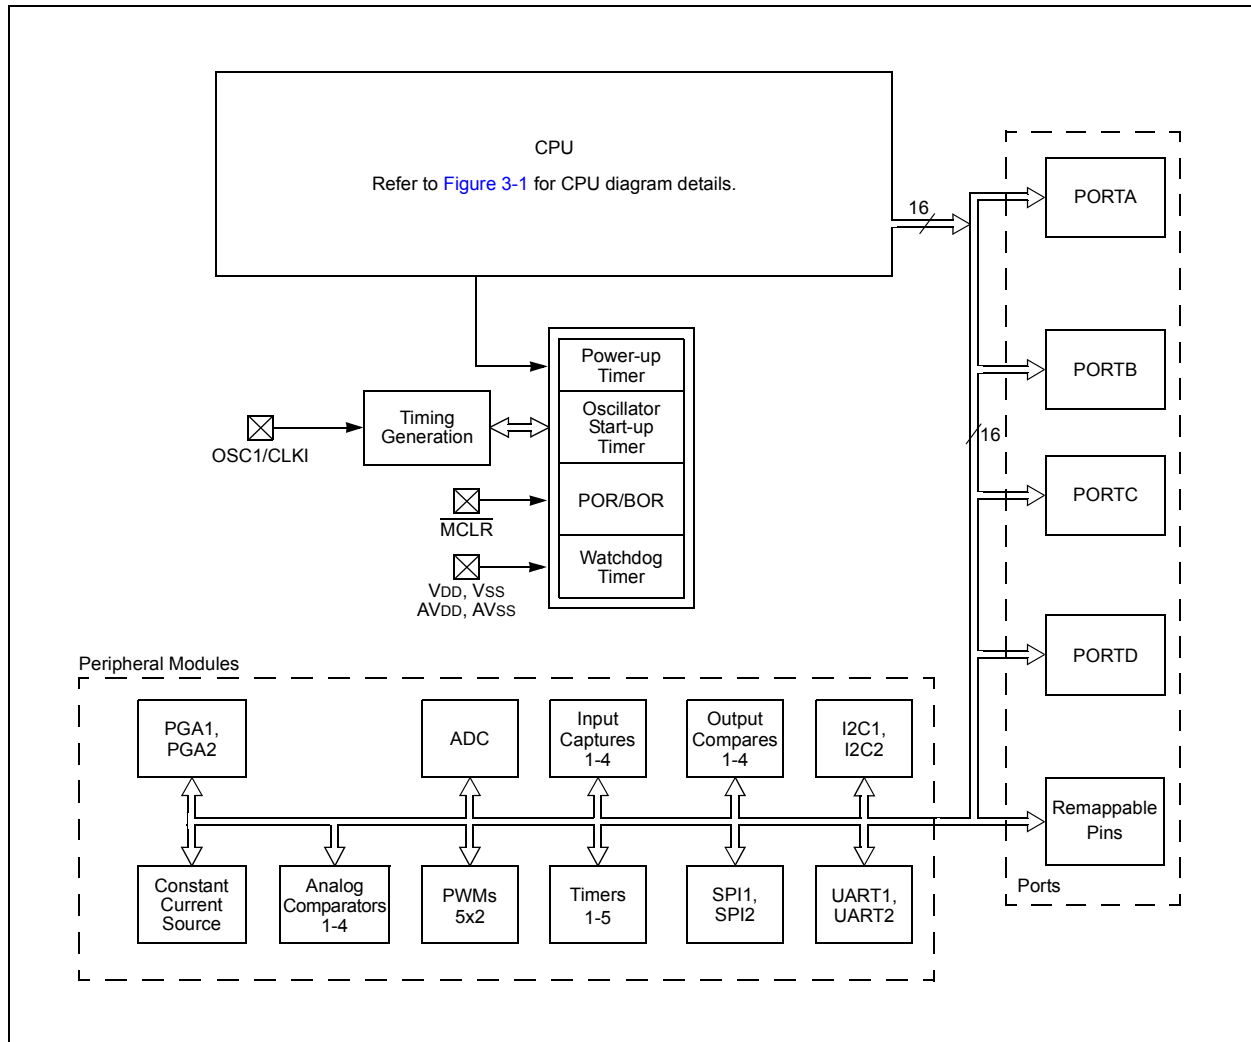 CPU
Refer to Figure 3-1 for CPU diagram details.
16
PORTA
Power-up
Timer
PORTB
Timing
Generation
Oscillator
Start-up
Timer
OSC1/CLKI
16
PORTC
POR/BOR
MCLR
Watchdog
Timer
VDD, VSS
AVDD, AVSS
PORTD
Peripheral Modules
PGA1,
PGA2
ADC
Input
Captures
1-4
Output
Compares
1-4
I2C1,
I2C2
Remappable
Pins
Constant
Current
Source
Analog
Comparators
1-4
PWMs
5x2
Timers
1-5
SPI1,
SPI2
UART1,
UART2
Ports